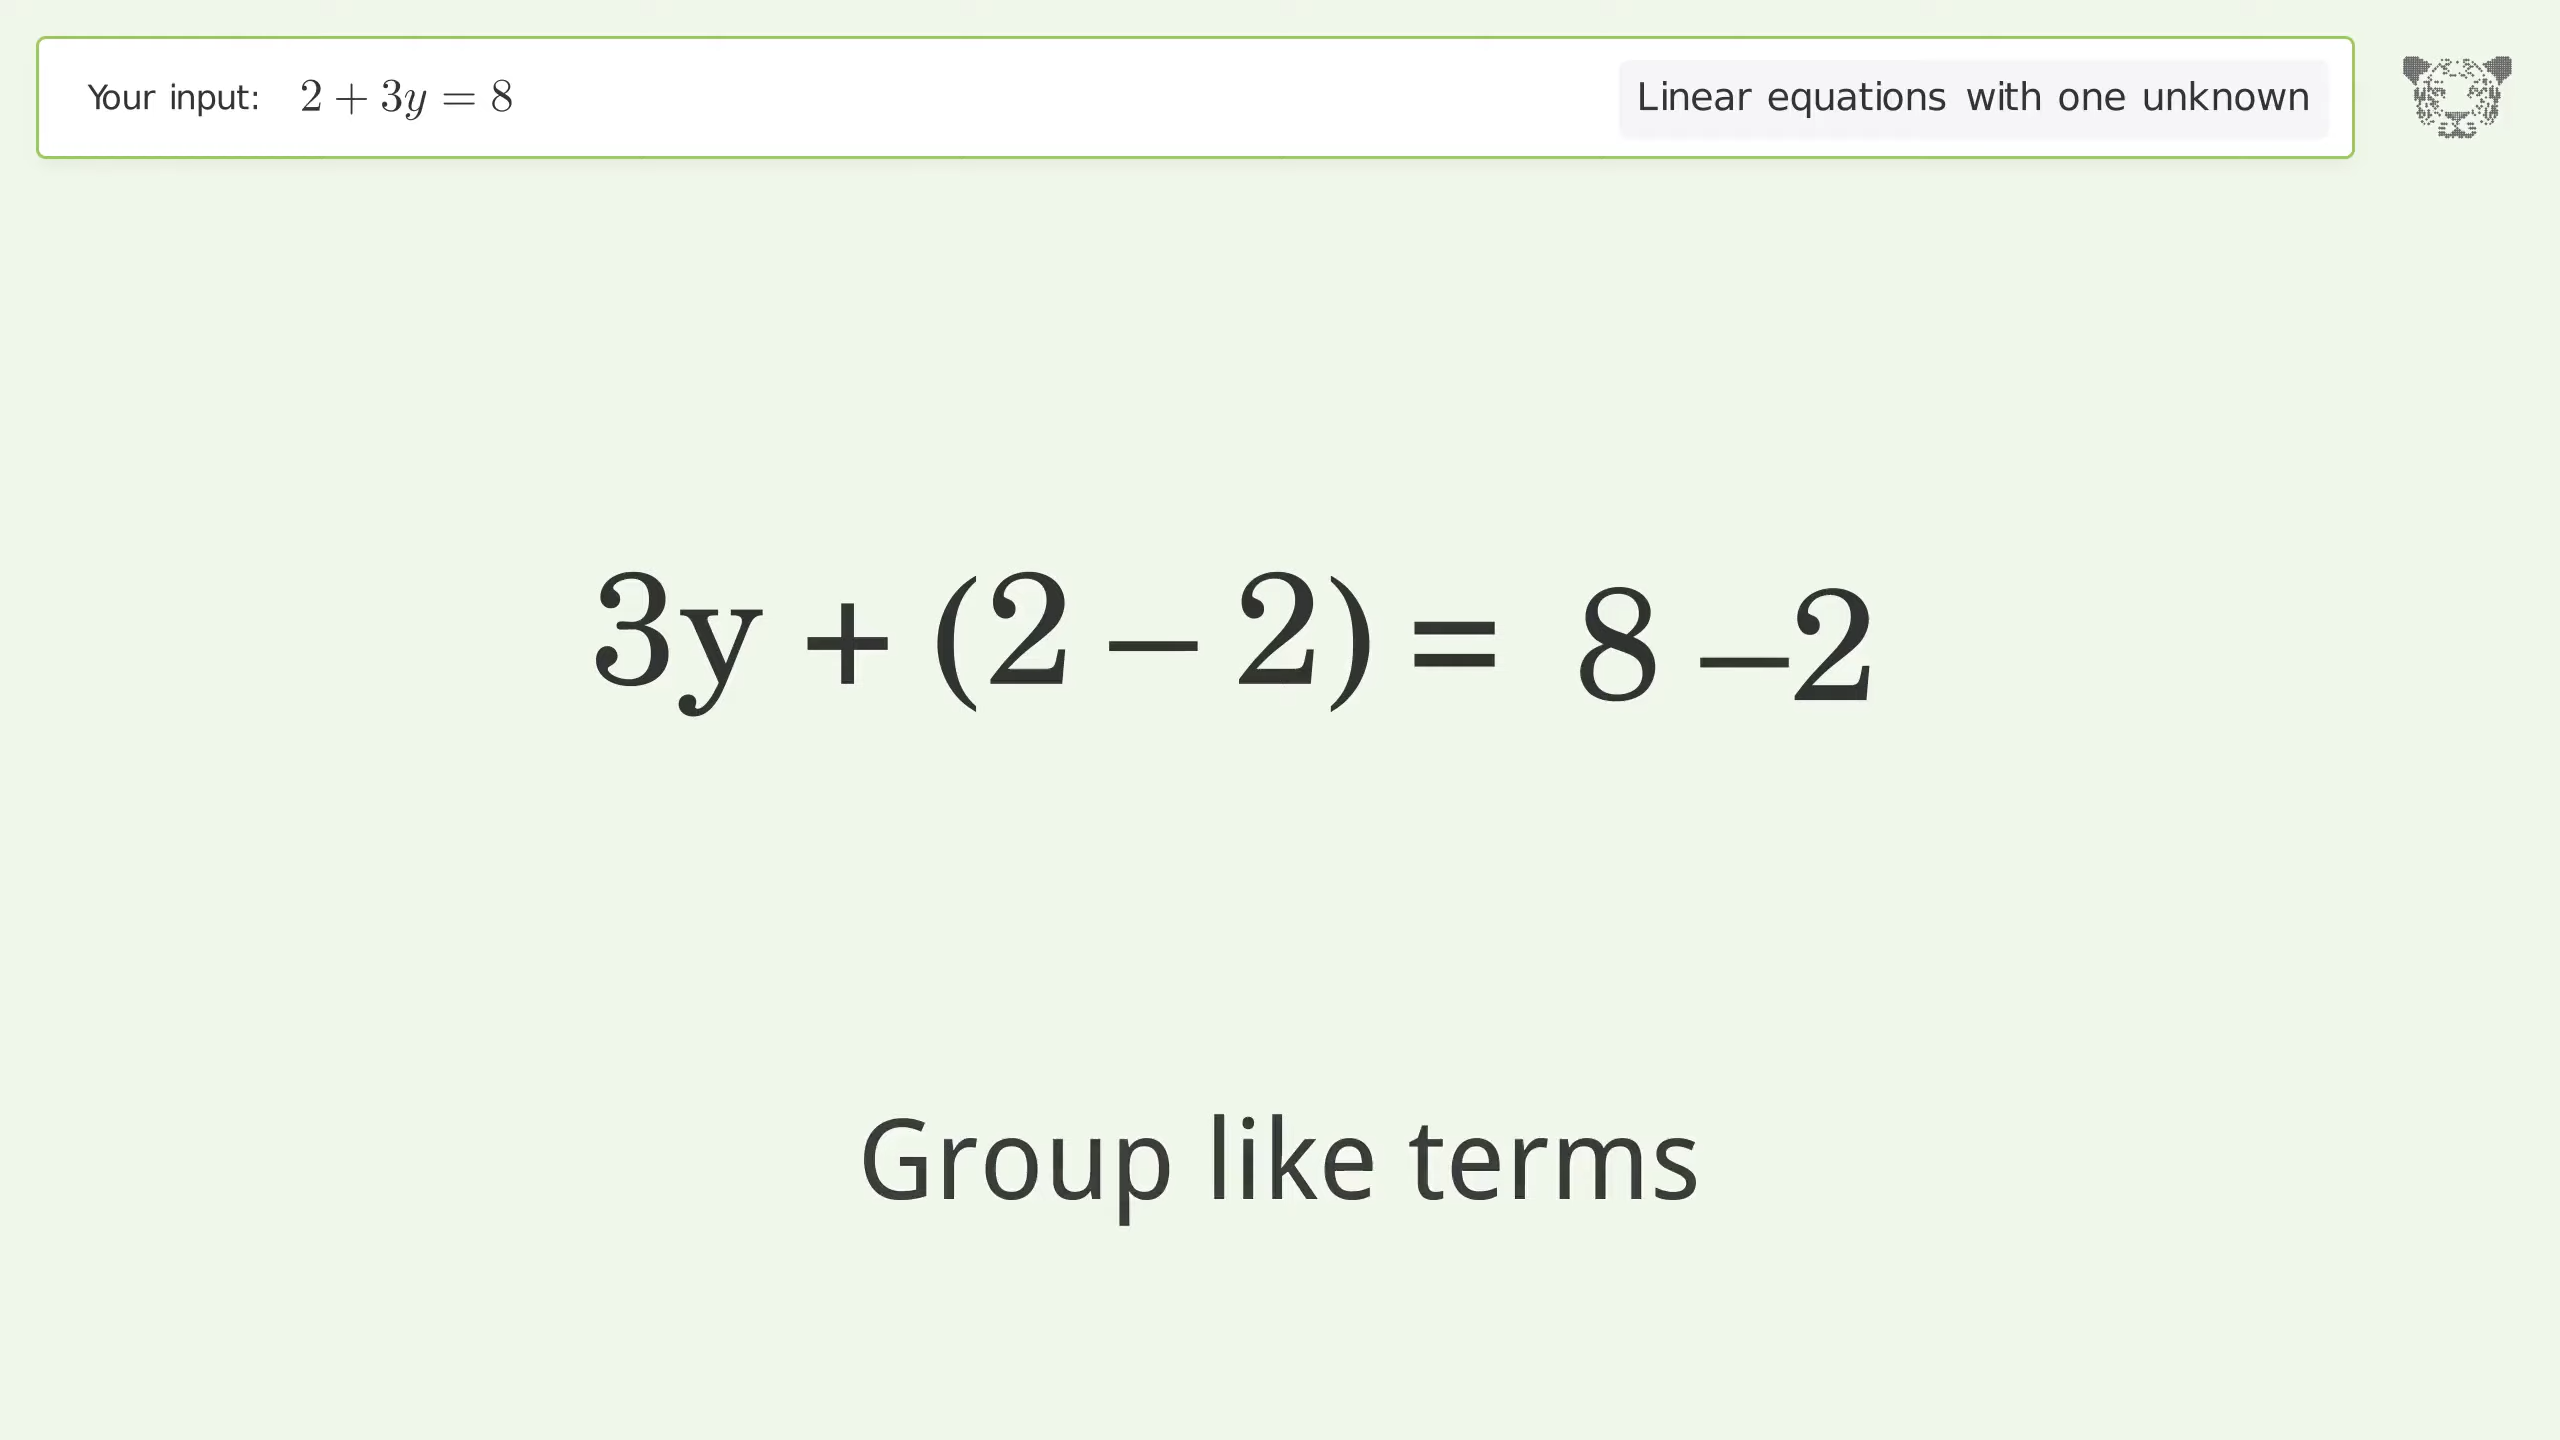 Your input: 2 + 3y = 8 Linear equations with one unknown
3y + (2 – 2) = 8 –2
Group like terms